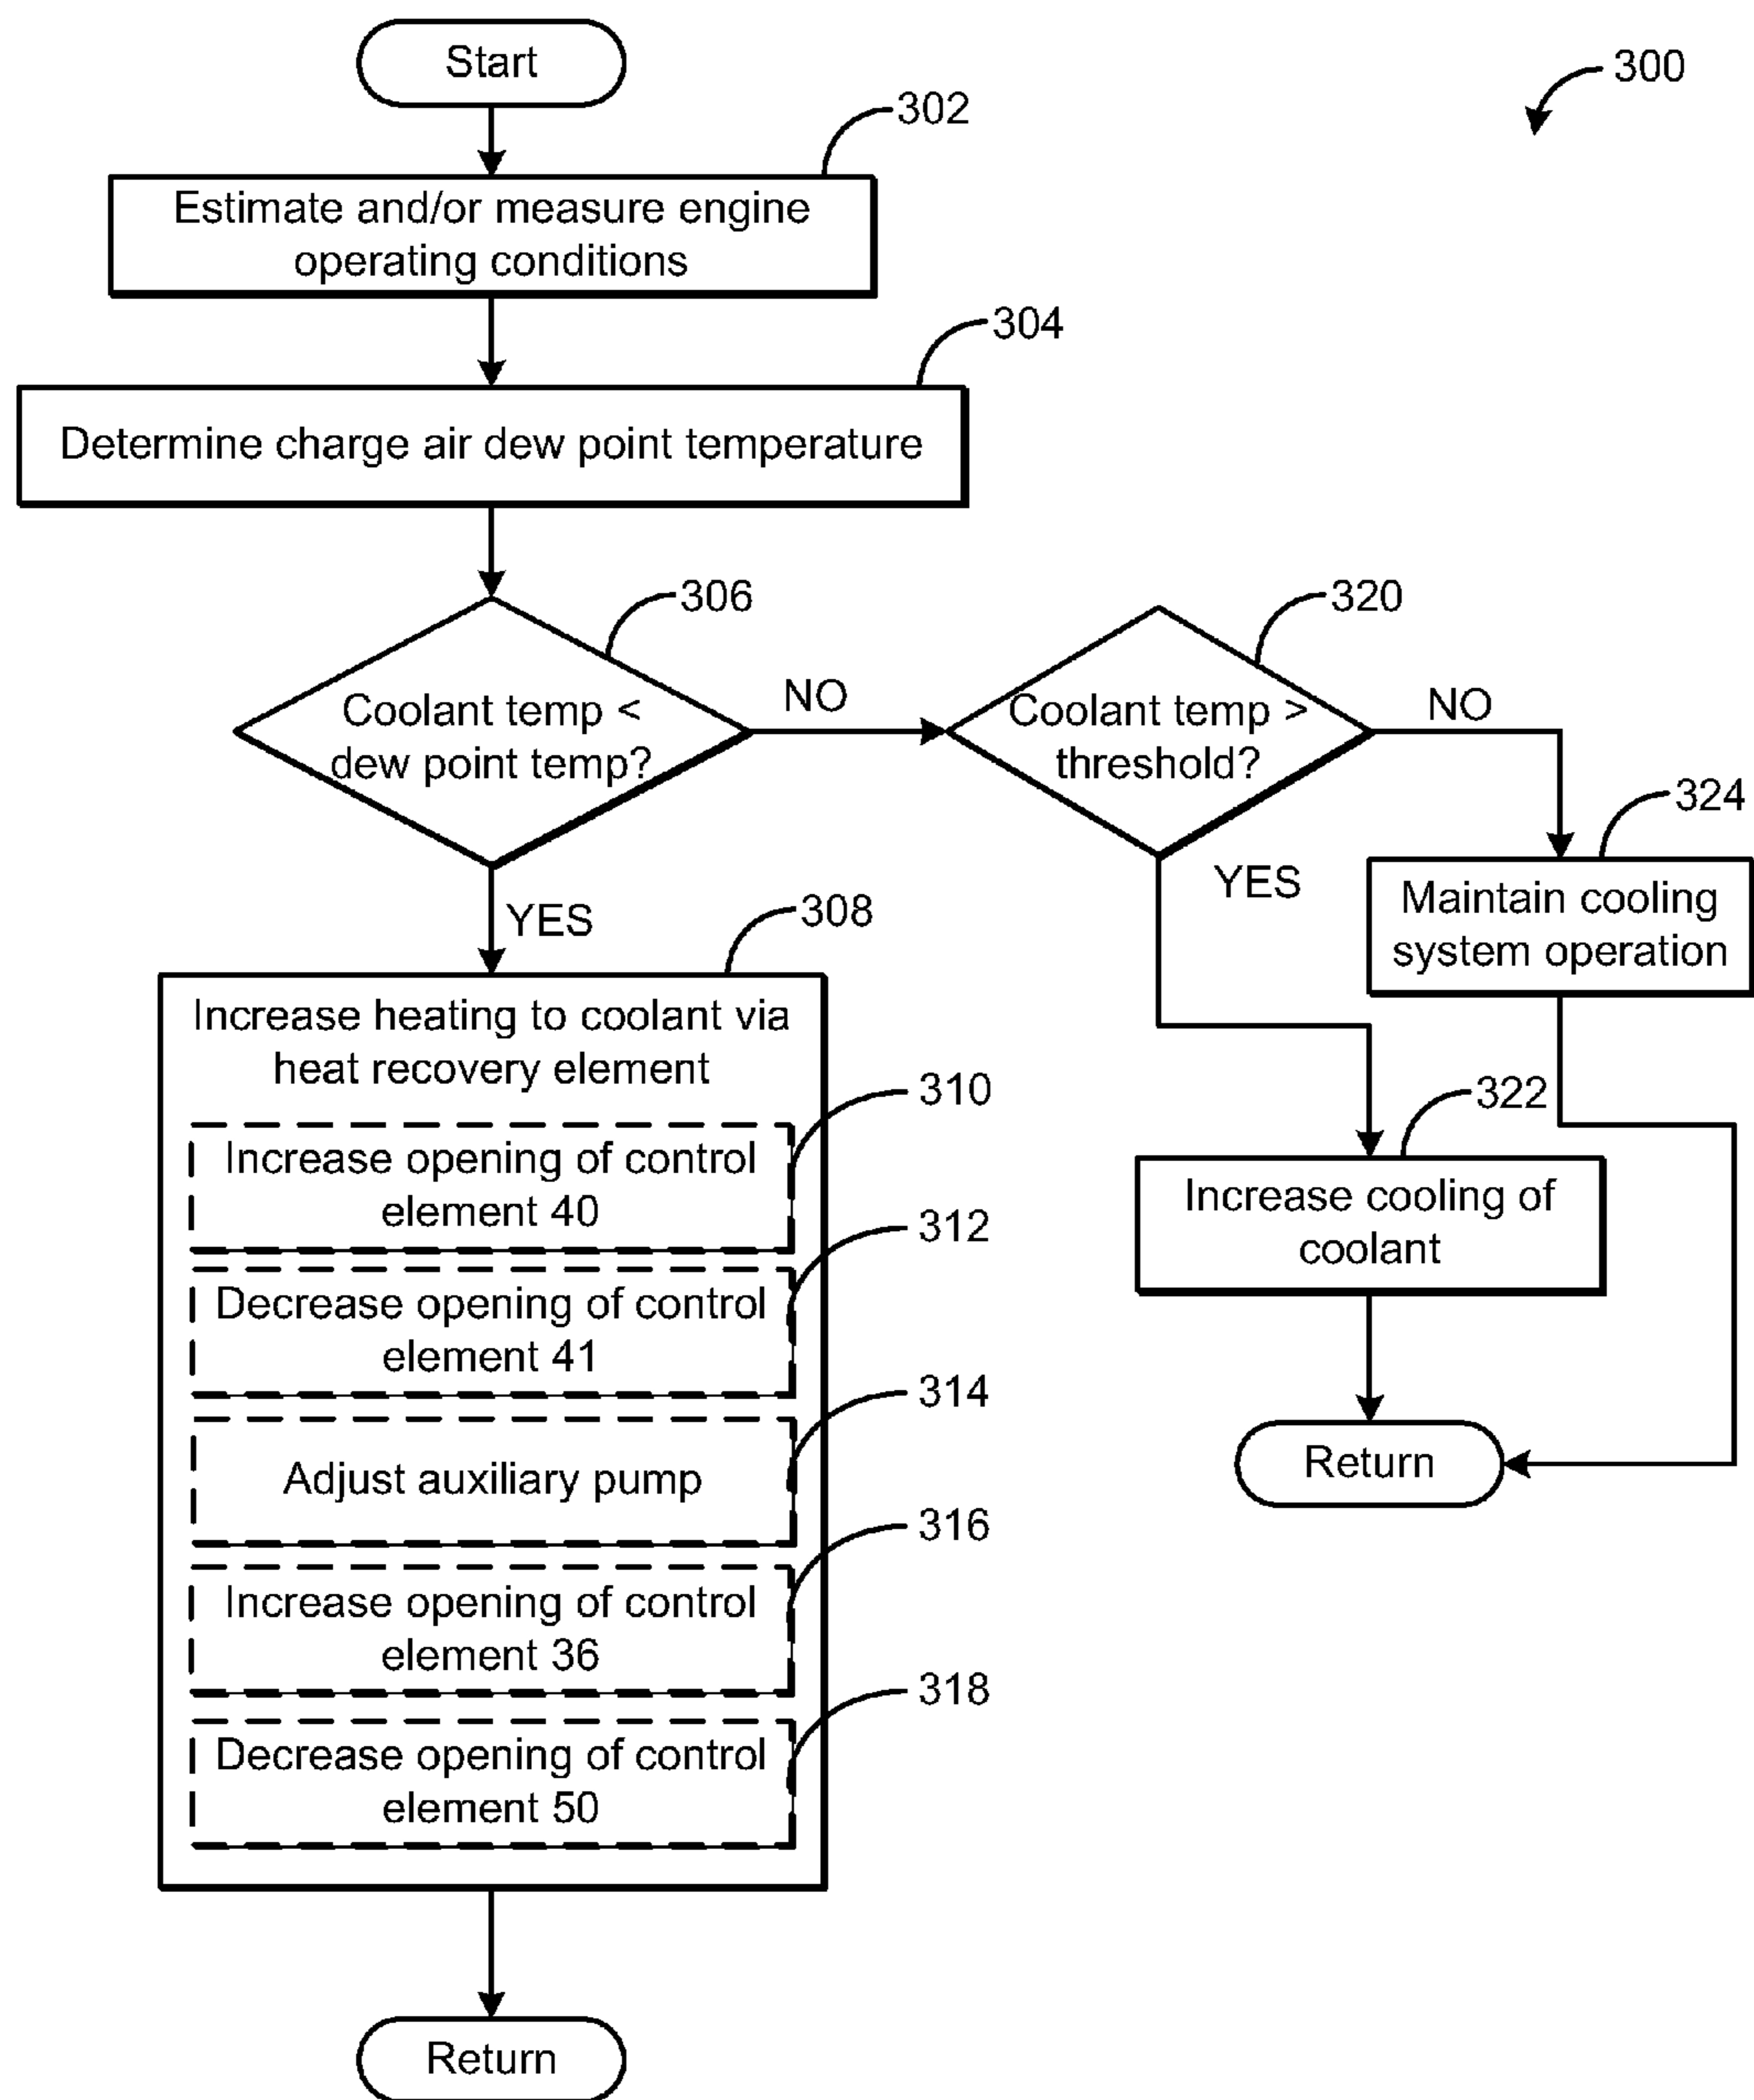 Start
300
302
Estimate and/or measure engine
operating conditions
304
Determine charge air dew point temperature
306
Coolant temp <
dew point temp?
NO
320
Coolant temp >
threshold?
NO
YES
324
Maintain cooling
system operation
YES
308
Increase heating to coolant via
heat recovery element
310
Increase opening of control
element 40
312
Decrease opening of control
element 41
314
Adjust auxiliary pump
316
Increase opening of control
element 36
318
Decrease opening of control
element 50
322
Increase cooling of
coolant
Return
Return